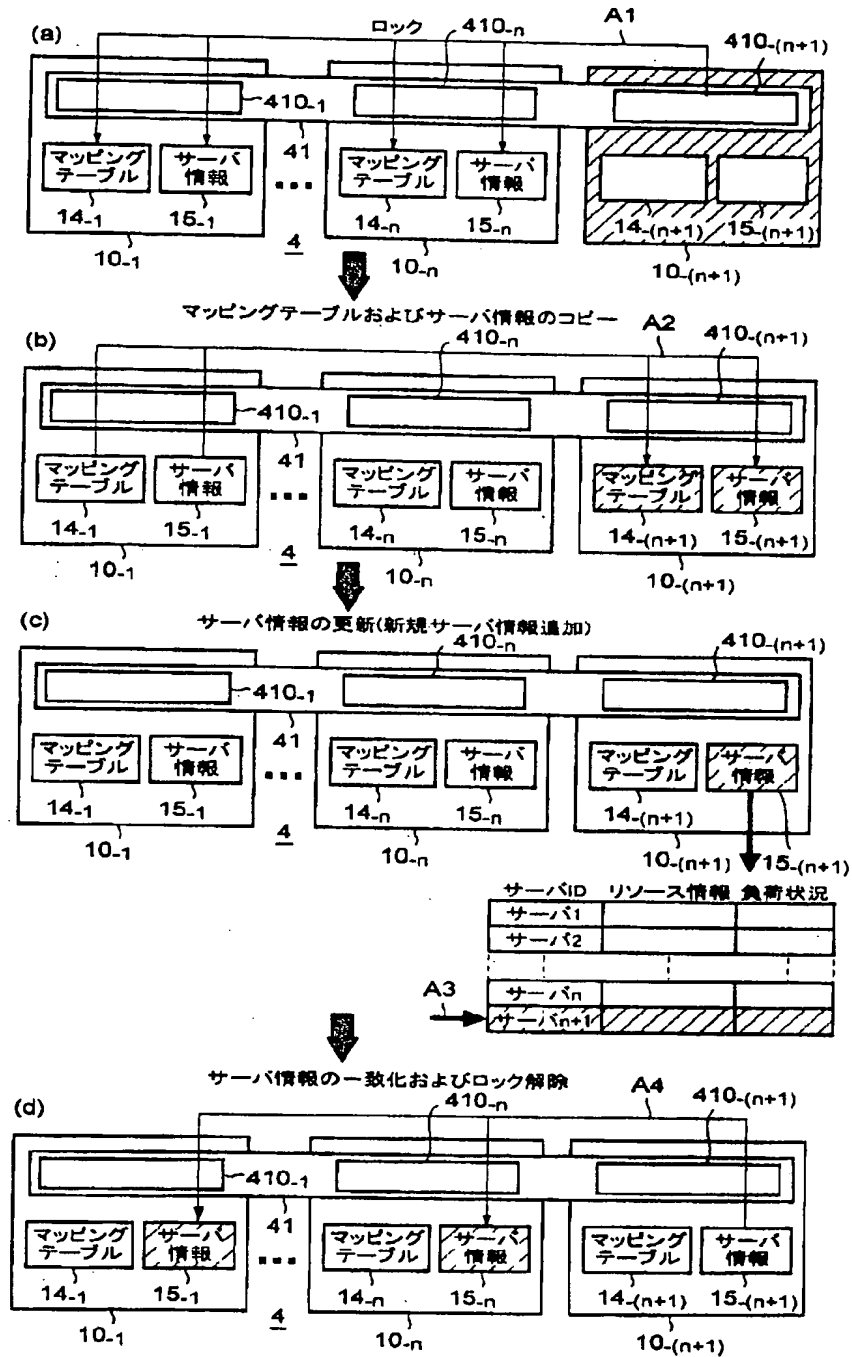 (a)
ロック
410-n
A1
410-(n+1)
410-1
41
マッピング
テーブル
サーバ
情報
マッピング
テーブル
サーバ
情報
14-1
15-1
14-n
15-n
14-(n+1)
15-(n+1)
10-1
4
10-n
10-(n+1)
マッピングテーブルおよびサーバ情報のコピー
(b)
410-n
A2
410-(n+1)
410-1
41
マッピング
テーブル
サーバ
情報
マッピング
テーブル
サーバ
情報
マッピング
テーブル
サーバ
情報
14-1
15-1
14-n
15-n
14-(n+1)
15-(n+1)
10-1
4
10-n
10-(n+1)
(c)
サーバ情報の更新(新規サーバ情報追加)
410-n
410-(n+1)
410-1
41
マッピング
テーブル
サーバ
情報
マッピング
テーブル
サーバ
情報
マッピング
テーブル
サーバ
情報
14-1
15-1
14-n
15-n
14-(n+1)
10-1
4
10-n
10-(n+1)
15-(n+1)
サーバID リソース情報 負荷状況
サーバ1
サーバ2
サーバn
A3
サーバn+1
サーバ情報の一致化およびロック解除
(d)
410-n
A4
410-(n+1)
410-1
41
マッピング
テーブル
サーバ
情報
マッピング
テーブル
サーバ
情報
マッピング
テーブル
サーバ
情報
14-1
15-1
14-n
15-n
14-(n+1)
15-(n+1)
10-1
4
10-n
10-(n+1)